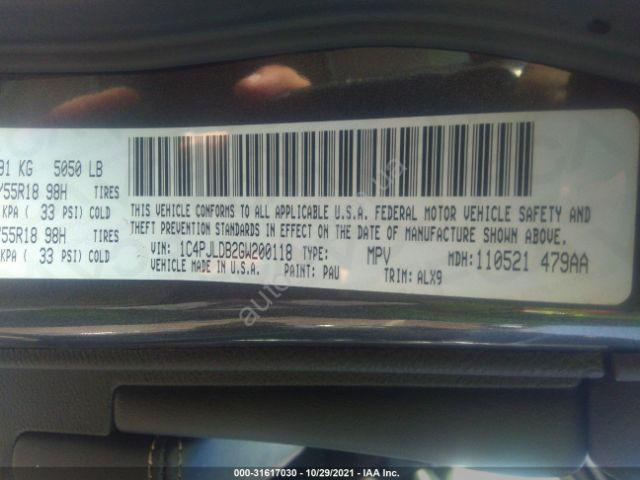 91 KG 5050 LB
/55R18 98H TIRES
KPA ( 33 PSI) COLD
/55R18 98H TIRES
KPA ( 33 PSI) COLD
THIS VEHICLE CONFORMS TO ALL APPLICABLE U.S.A. FEDERAL MOTOR VEHICLE SAFETY AND
THEFT PREVENTION STANDARDS IN EFFECT ON THE DATE OF MANUFACTURE SHOWN ABOVE.
VIN: 1C4PJLDB2GW200118 TYPE: MPV MDH: 110521 479AA
VEHICLE MADE IN U.S.A. PAINT: PAU TRIM: ALX9
000-31617030 - 10/29/2021 - IAA Inc.